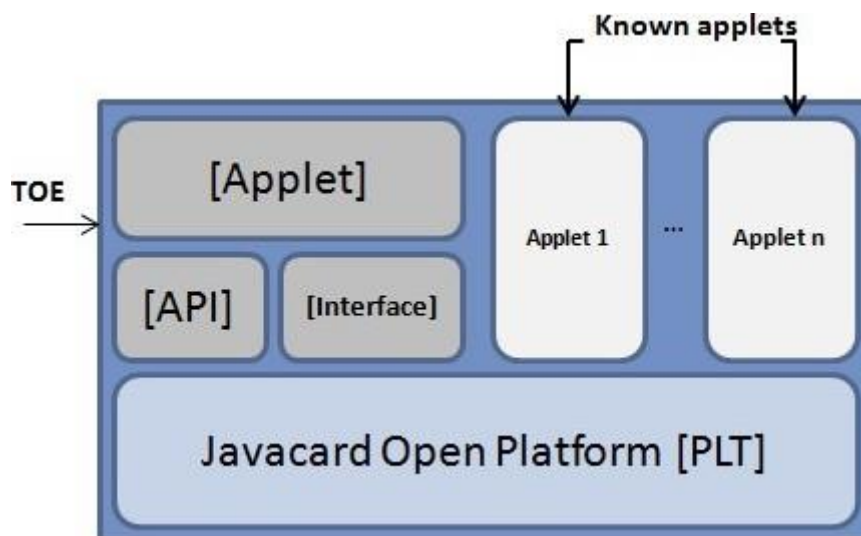 Known applets
TOE
[Applet]
[API]
[Interface]
Applet 1
...
Applet n
Javacard Open Platform [PLT]